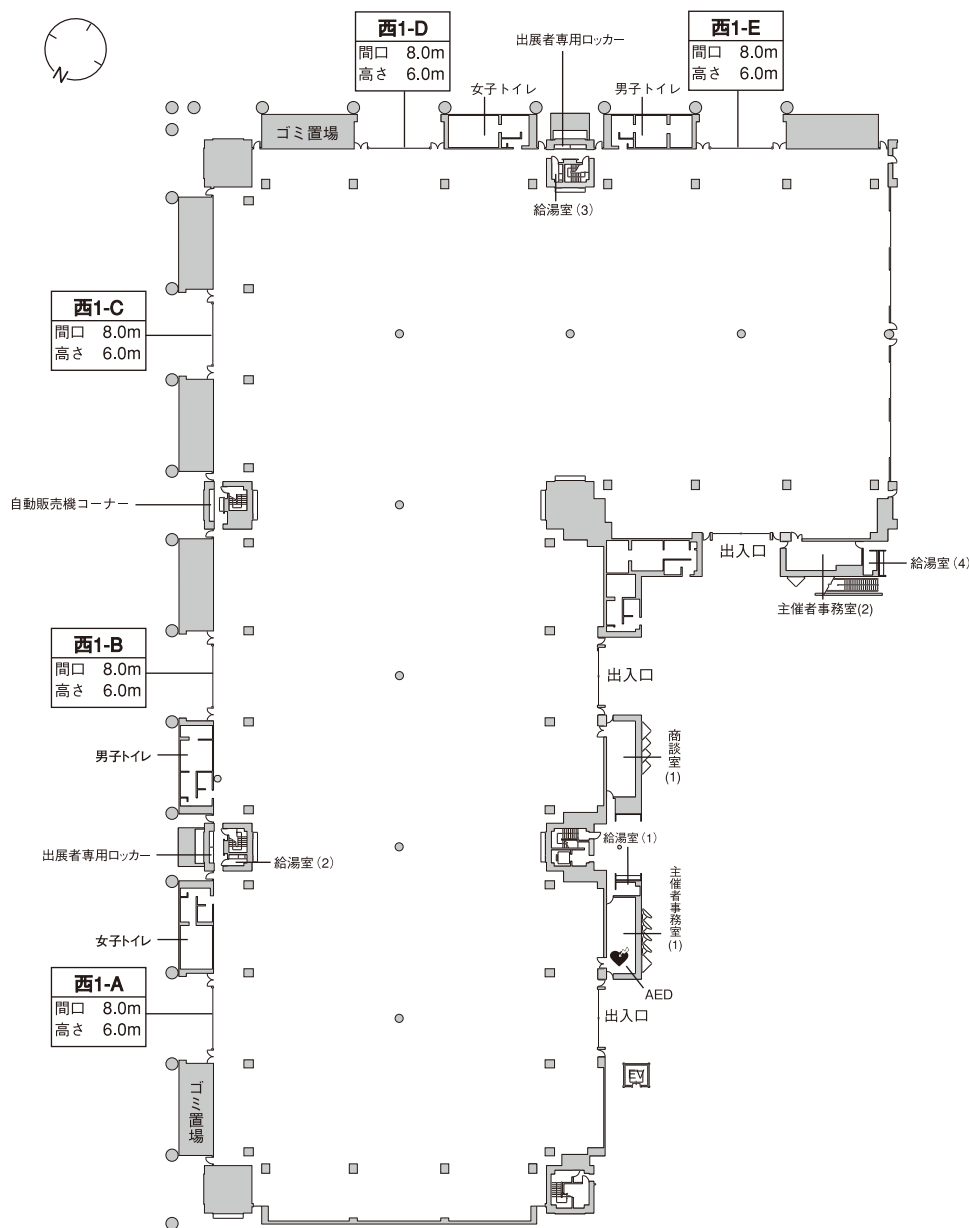 西1-D
間口 8.0m
高さ 6.0m
出展者専用ロッカー
西1-E
間口 8.0m
高さ 6.0m
N
女子トイレ
男子トイレ
ゴミ置場
給湯室(3)
西1-C
間口 8.0m
高さ 6.0m
自動販売機コーナー
出入口
給湯室(4)
主催者事務室(2)
西1-B
間口 8.0m
高さ 6.0m
出入口
男子トイレ
商談室(1)
給湯室(1)
出展者専用ロッカー
給湯室(2)
主催者事務室(1)
女子トイレ
西1-A
間口 8.0m
高さ 6.0m
AED
出入口
EV
ゴミ置場